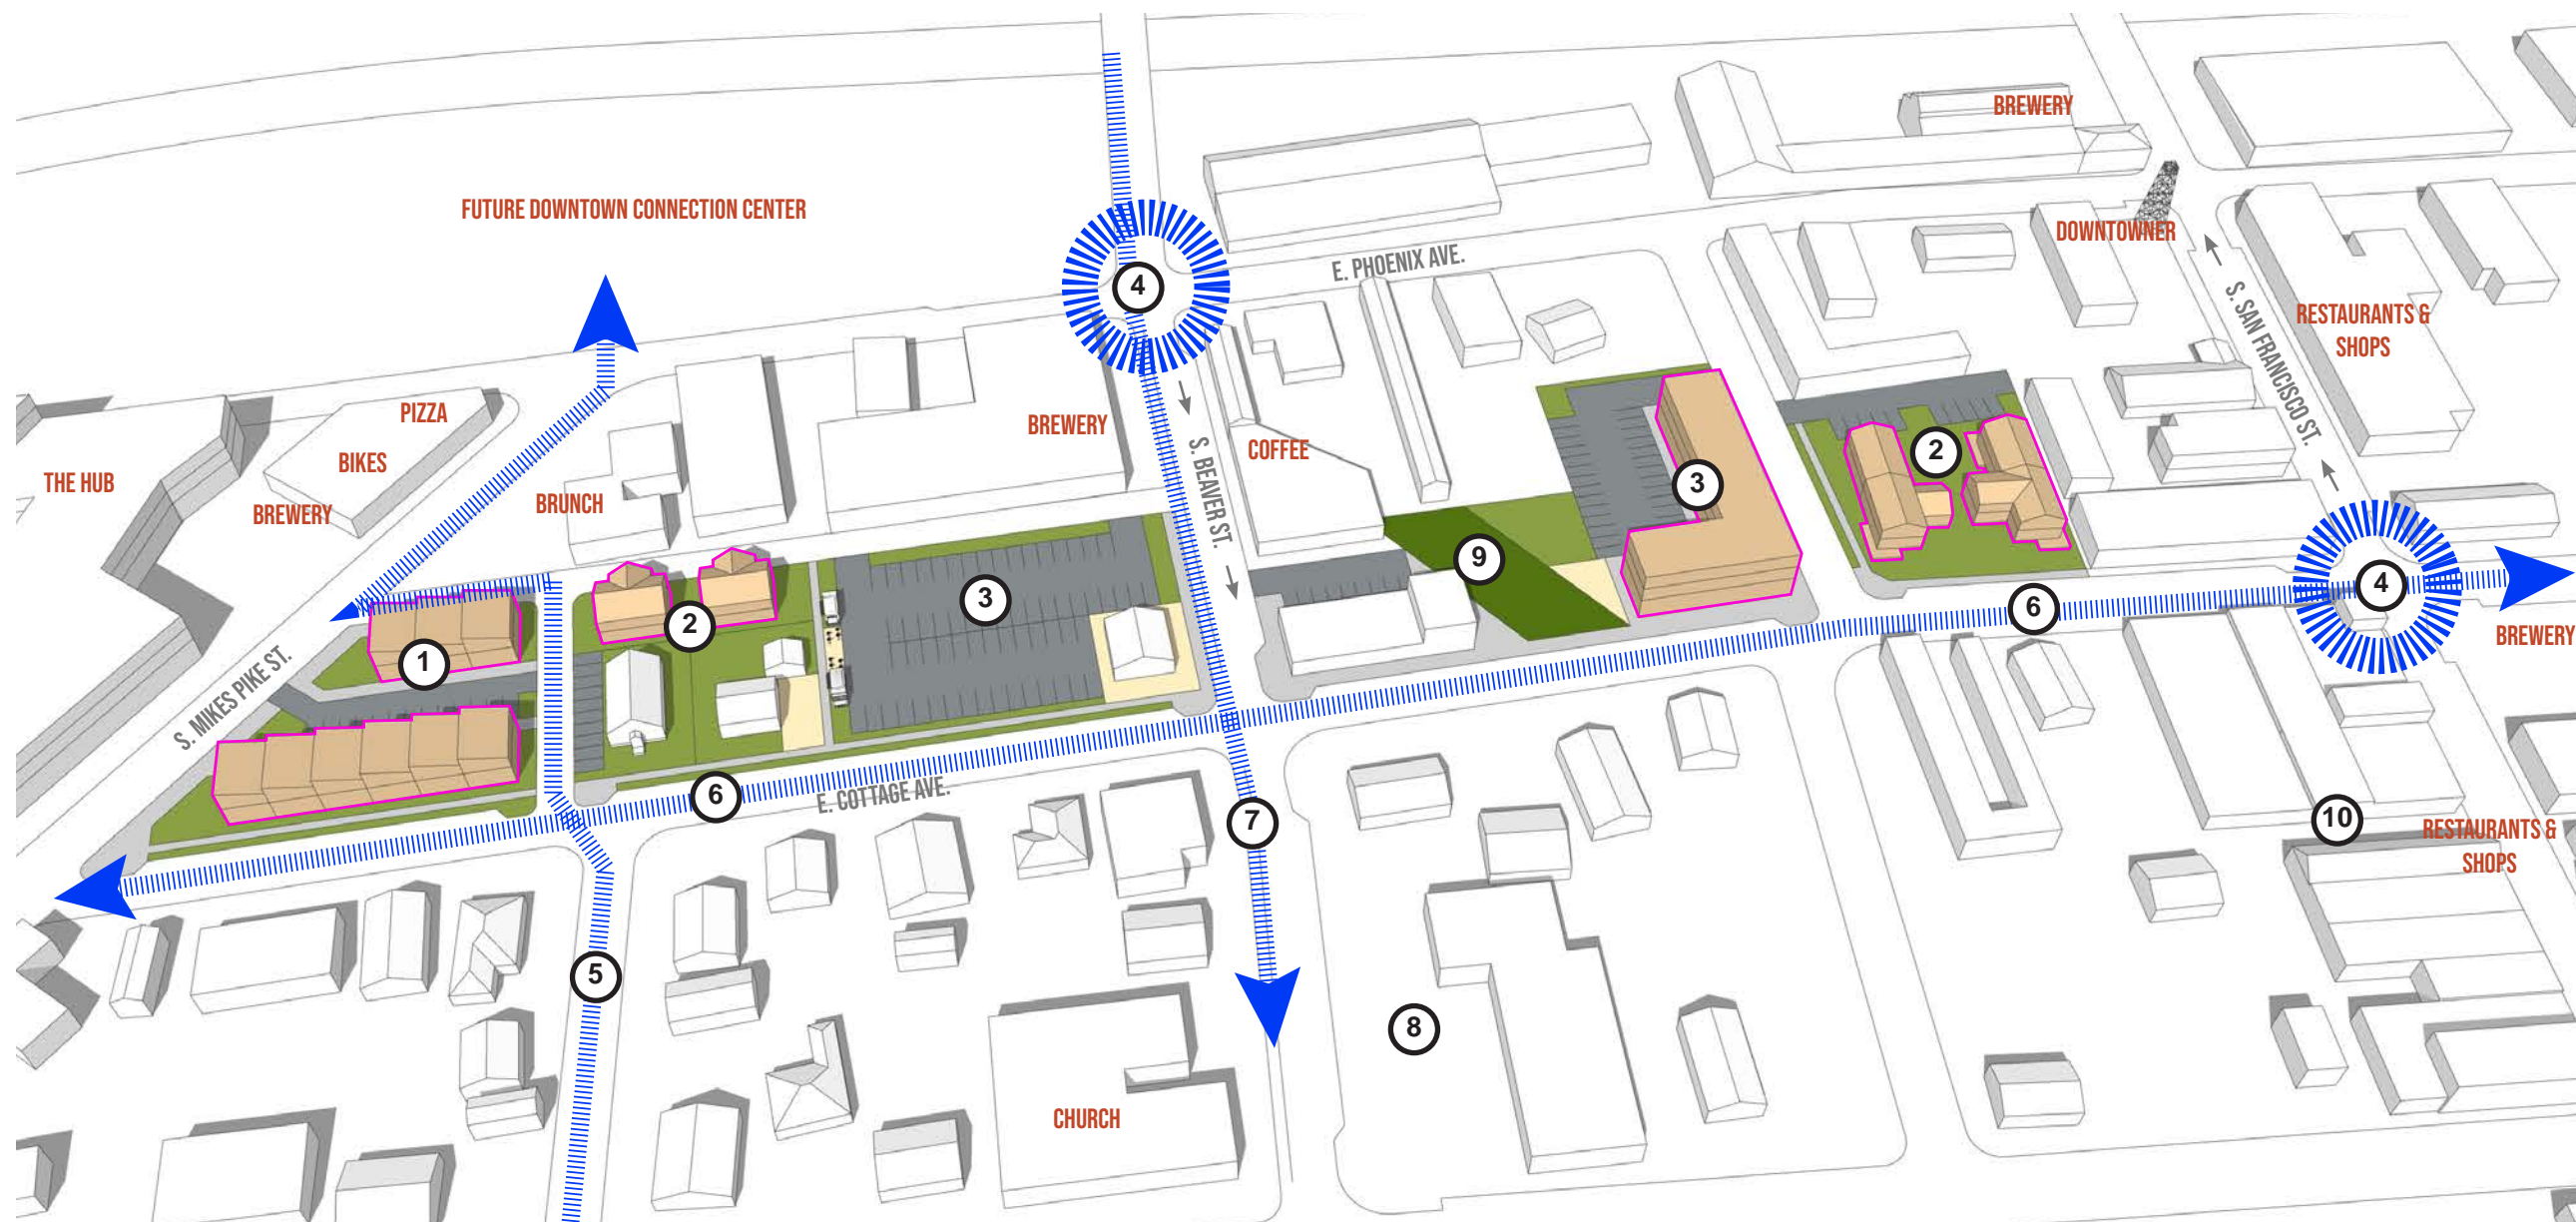 BREWERY
FUTURE DOWNTOWN CONNECTION CENTER
DOWNTOWNER
E. PHOENIX AVE.
4
S. SAN FRANCISCO ST.
RESTAURANTS &
SHOPS
PIZZA
BREWERY
BIKES
COFFEE
2
THE HUB
BREWERY
BRUNCH
S. BEAVER ST.
3
9
4
3
6
2
BREWERY
1
S. MIKES PIKE ST.
6
E. COTTAGE AVE.
7
10
RESTAURANTS &
SHOPS
5
8
CHURCH